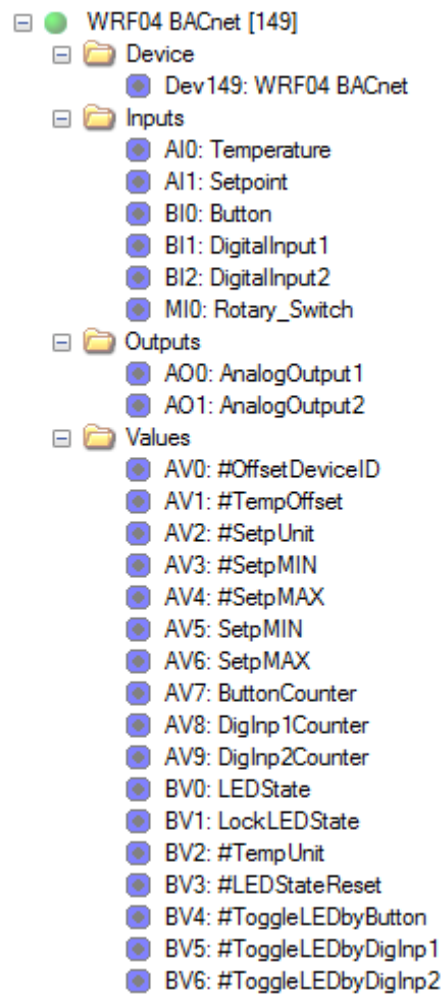 WRF04 BACnet [149]
Device
Dev149: WRF04 BACnet
Inputs
AI0: Temperature
AI1: Setpoint
BI0: Button
BI1: DigitalInput1
BI2: DigitalInput2
MI0: Rotary_Switch
Outputs
AO0: AnalogOutput1
AO1: AnalogOutput2
Values
AV0: #OffsetDeviceID
AV1: #TempOffset
AV2: #SetpUnit
AV3: #SetpMIN
AV4: #SetpMAX
AV5: SetpMIN
AV6: SetpMAX
AV7: ButtonCounter
AV8: DigInp1Counter
AV9: DigInp2Counter
BV0: LEDState
BV1: LockLEDState
BV2: #TempUnit
BV3: #LEDStateReset
BV4: #ToggleLEDbyButton
BV5: #ToggleLEDbyDigInp1
BV6: #ToggleLEDbyDigInp2